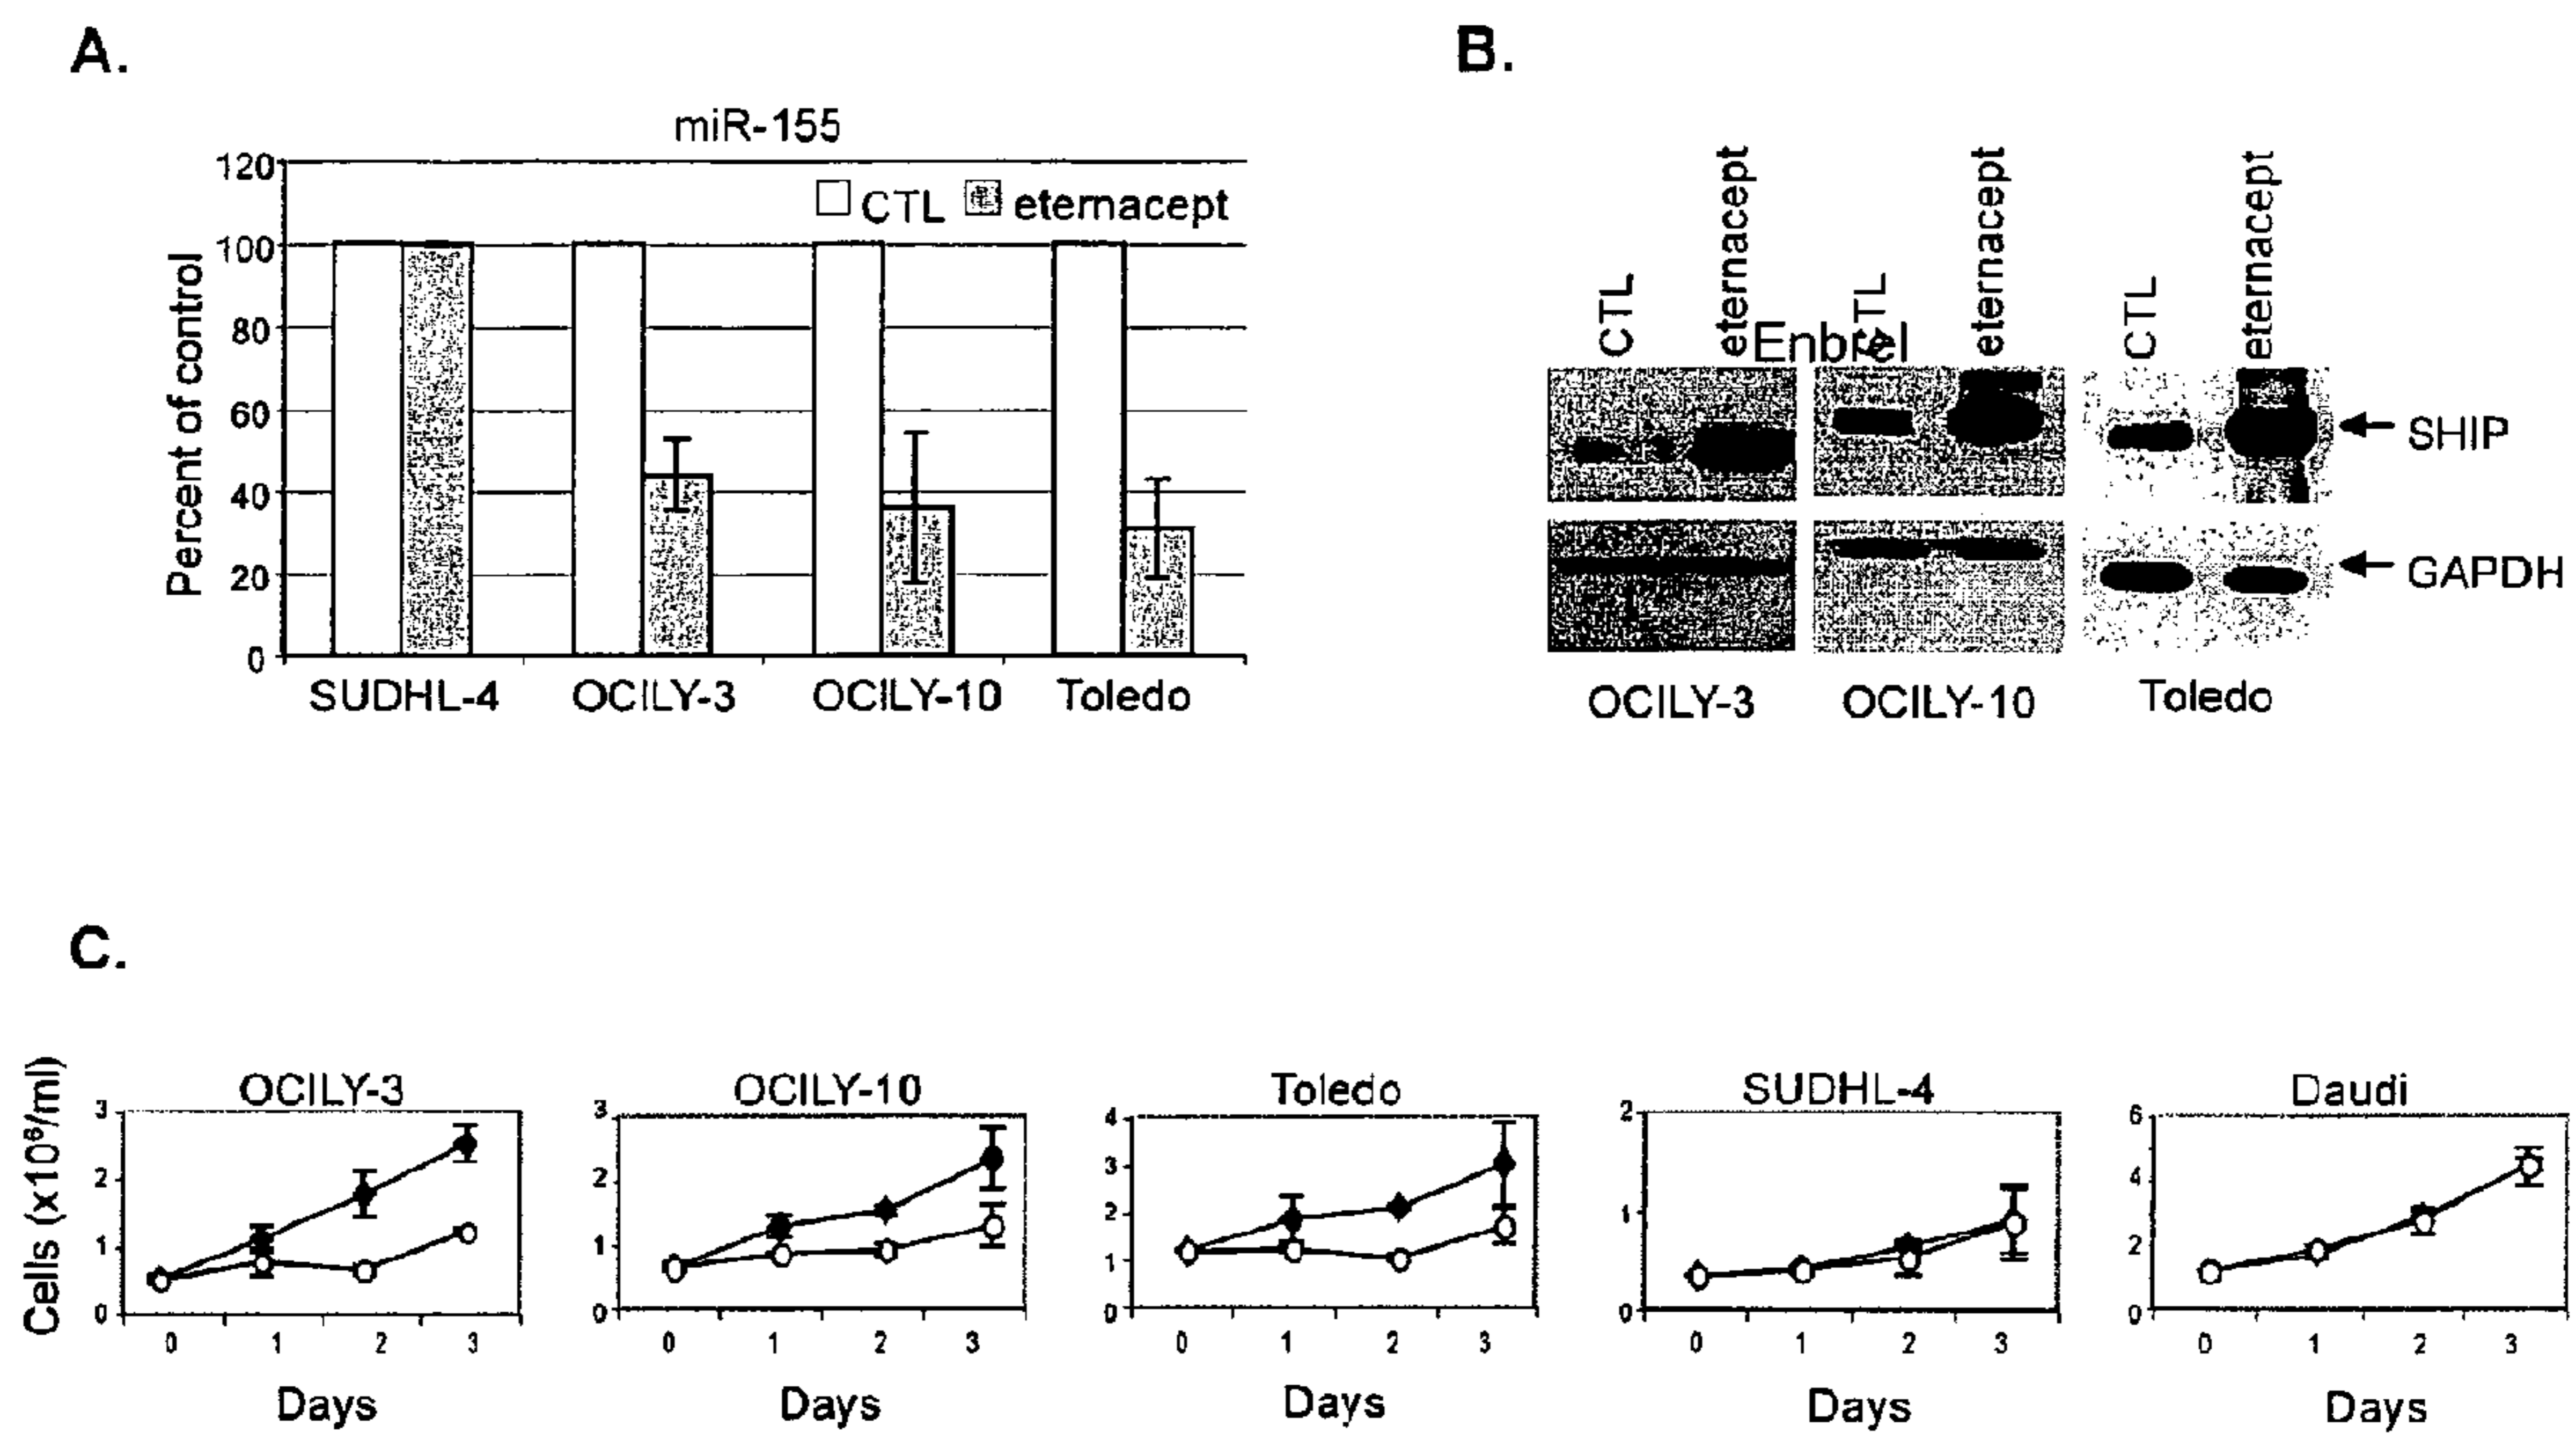 A.
miR-155
120
100
80
60
40
20
0
Percent of control
CTL eternacept
SUDHL-4 OCILY-3 OCILY-10 Toledo
B.
CTL eternacept CTL eternacept CTL eternacept
Enbrel
SHIP
GAPDH
OCILY-3 OCILY-10 Toledo
C.
Cells (x10⁶/ml)
OCILY-3
3
2
1
0
0 1 2 3
Days
OCILY-10
3
2
1
0
0 1 2 3
Days
Toledo
4
3
2
1
0
0 1 2 3
Days
SUDHL-4
2
1
0
0 1 2 3
Days
Daudi
6
4
2
0
0 1 2 3
Days